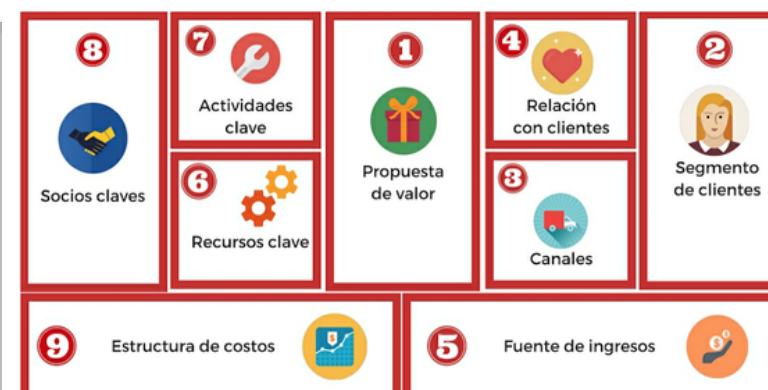 8
Socios claves
7
Actividades
clave
6
Recursos clave
1
Propuesta
de valor
4
Relación
con clientes
3
Canales
2
Segmento
de clientes
9
Estructura de costos
$
5
Fuente de ingresos
$
$